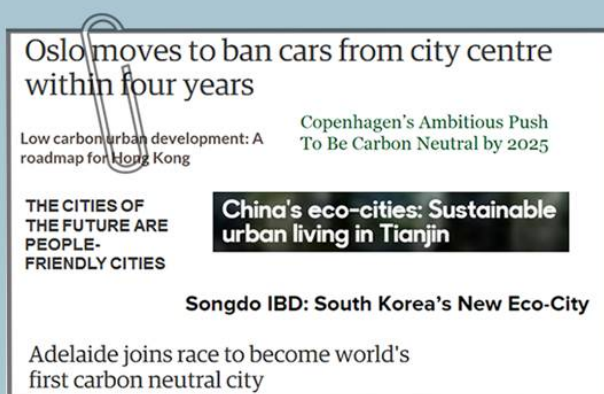 Oslo moves to ban cars from city centre
within four years
Low carbon urban development: A
roadmap for Hong Kong
Copenhagen's Ambitious Push
To Be Carbon Neutral by 2025
THE CITIES OF
THE FUTURE ARE
PEOPLE-
FRIENDLY CITIES
China's eco-cities: Sustainable
urban living in Tianjin
Songdo IBD: South Korea's New Eco-City
Adelaide joins race to become world's
first carbon neutral city